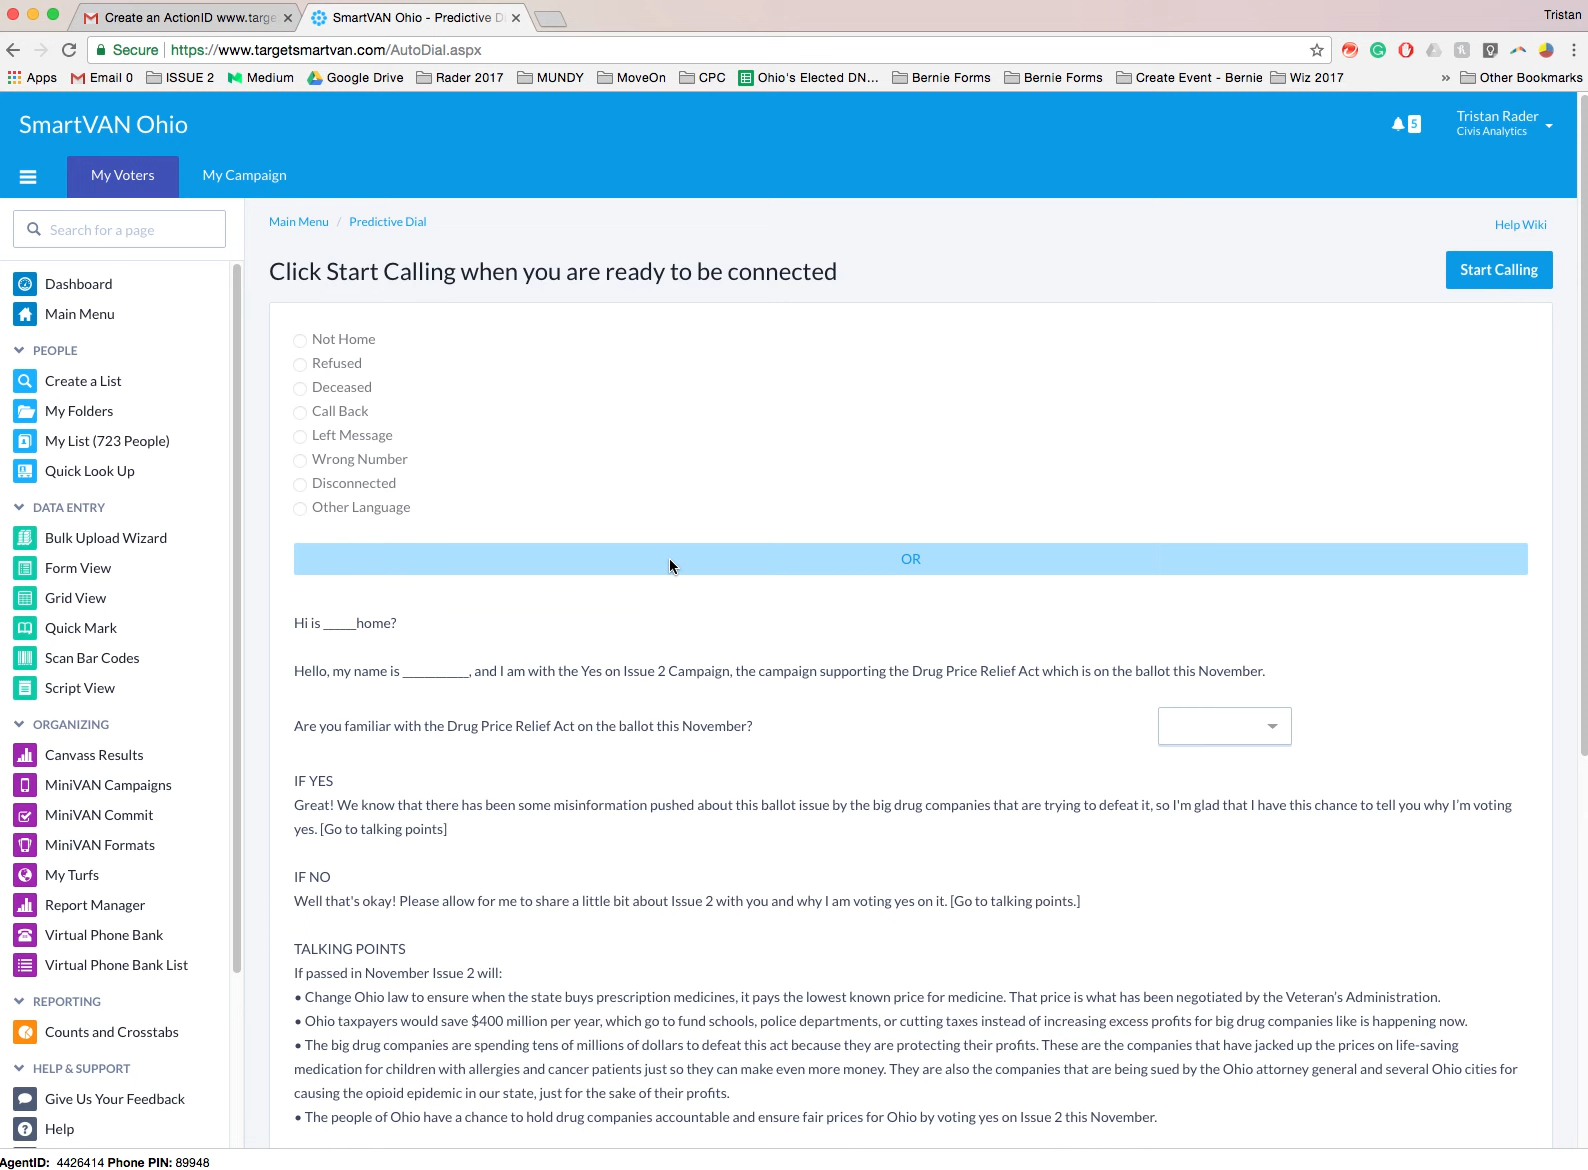 Create an ActionID www.targe
SmartVAN Ohio - Predictive D
Tristan
Secure https://www.targetsmartvan.com/AutoDial.aspx
Apps Email 0 ISSUE 2 Medium Google Drive Rader 2017 MUNDY MoveOn CPC Ohio's Elected DN... Bernie Forms Bernie Forms Create Event - Bernie Wiz 2017 » Other Bookmarks
SmartVAN Ohio
5
Tristan Rader
Civis Analytics
My Voters My Campaign
Search for a page
Dashboard
Main Menu
PEOPLE
Create a List
My Folders
My List (723 People)
Quick Look Up
DATA ENTRY
Bulk Upload Wizard
Form View
Grid View
Quick Mark
Scan Bar Codes
Script View
ORGANIZING
Canvass Results
MiniVAN Campaigns
MiniVAN Commit
MiniVAN Formats
My Turfs
Report Manager
Virtual Phone Bank
Virtual Phone Bank List
REPORTING
Counts and Crosstabs
HELP & SUPPORT
Give Us Your Feedback
Help
Main Menu / Predictive Dial
Help Wiki
Click Start Calling when you are ready to be connected
Start Calling
Not Home
Refused
Deceased
Call Back
Left Message
Wrong Number
Disconnected
Other Language
OR
Hi is _____home?
Hello, my name is __________, and I am with the Yes on Issue 2 Campaign, the campaign supporting the Drug Price Relief Act which is on the ballot this November.
Are you familiar with the Drug Price Relief Act on the ballot this November?
IF YES
Great! We know that there has been some misinformation pushed about this ballot issue by the big drug companies that are trying to defeat it, so I'm glad that I have this chance to tell you why I'm voting
yes. [Go to talking points]
IF NO
Well that's okay! Please allow for me to share a little bit about Issue 2 with you and why I am voting yes on it. [Go to talking points.]
TALKING POINTS
If passed in November Issue 2 will:
• Change Ohio law to ensure when the state buys prescription medicines, it pays the lowest known price for medicine. That price is what has been negotiated by the Veteran's Administration.
• Ohio taxpayers would save $400 million per year, which go to fund schools, police departments, or cutting taxes instead of increasing excess profits for big drug companies like is happening now.
• The big drug companies are spending tens of millions of dollars to defeat this act because they are protecting their profits. These are the companies that have jacked up the prices on life-saving
medication for children with allergies and cancer patients just so they can make even more money. They are also the companies that are being sued by the Ohio attorney general and several Ohio cities for
causing the opioid epidemic in our state, just for the sake of their profits.
• The people of Ohio have a chance to hold drug companies accountable and ensure fair prices for Ohio by voting yes on Issue 2 this November.
AgentID: 4426414 Phone PIN: 89948